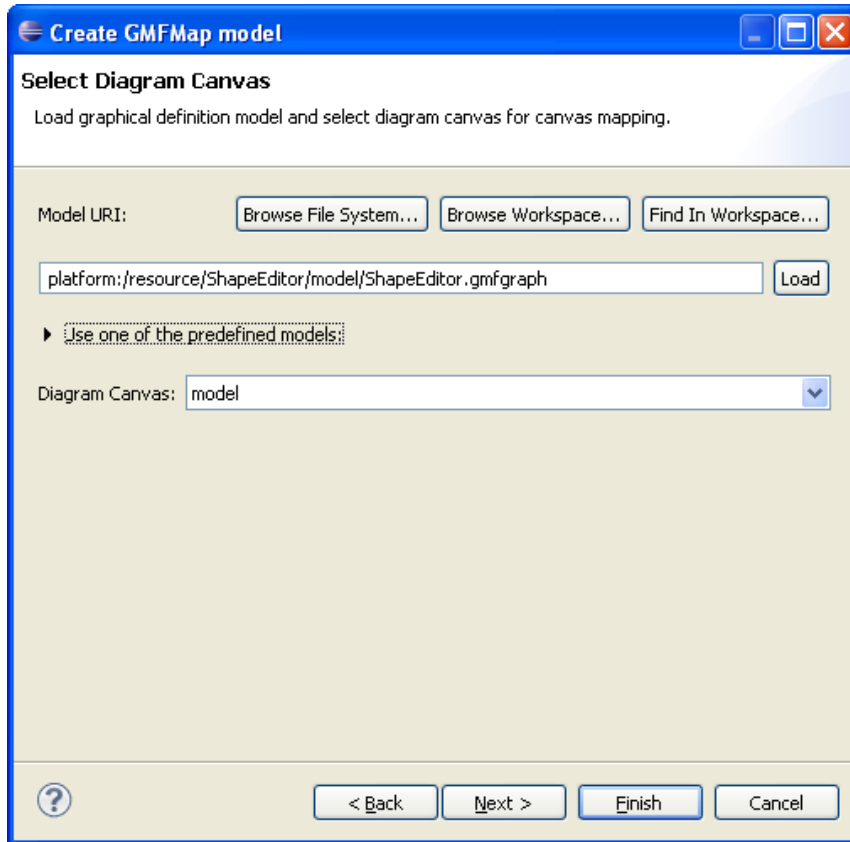 Create GMFMap model
Select Diagram Canvas
Load graphical definition model and select diagram canvas for canvas mapping.
Model URI: Browse File System... Browse Workspace... Find In Workspace...
platform:/resource/ShapeEditor/model/ShapeEditor.gmfgraph Load
Use one of the predefined models:
Diagram Canvas: model
? < Back Next > Finish Cancel